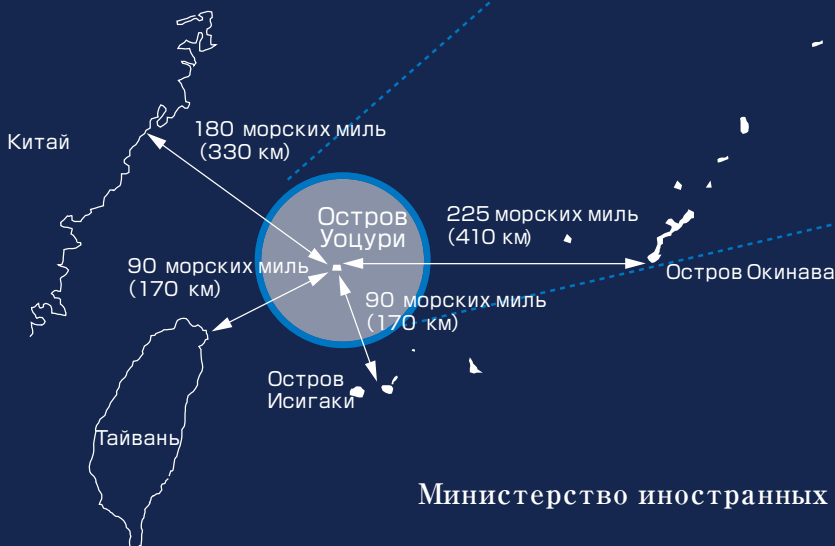 180 морских миль
(330 км)
Китай
Остров
Уоцури
225 морских миль
(410 км)
90 морских миль
(170 км)
Остров Окинава
90 морских миль
(170 км)
Остров
Исигаки
Тайвань
Министерство иностранных